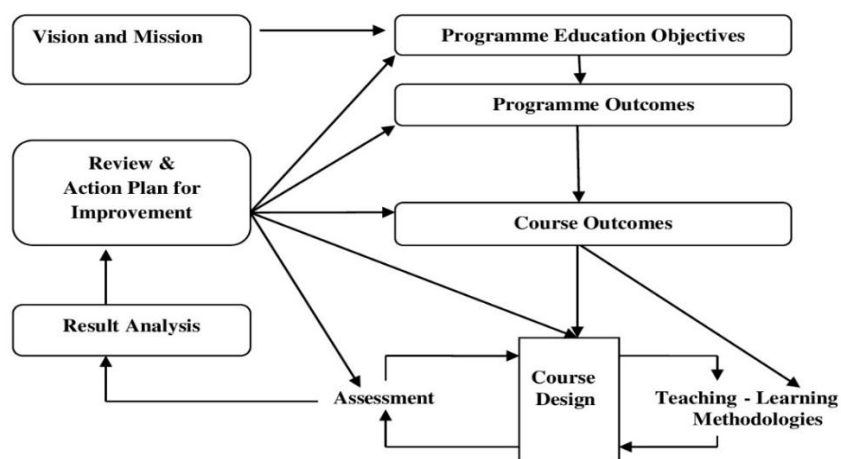 Vision and Mission
Programme Education Objectives
Programme Outcomes
Review &
Action Plan for
Improvement
Course Outcomes
Result Analysis
Assessment
Course
Design
Teaching - Learning
Methodologies